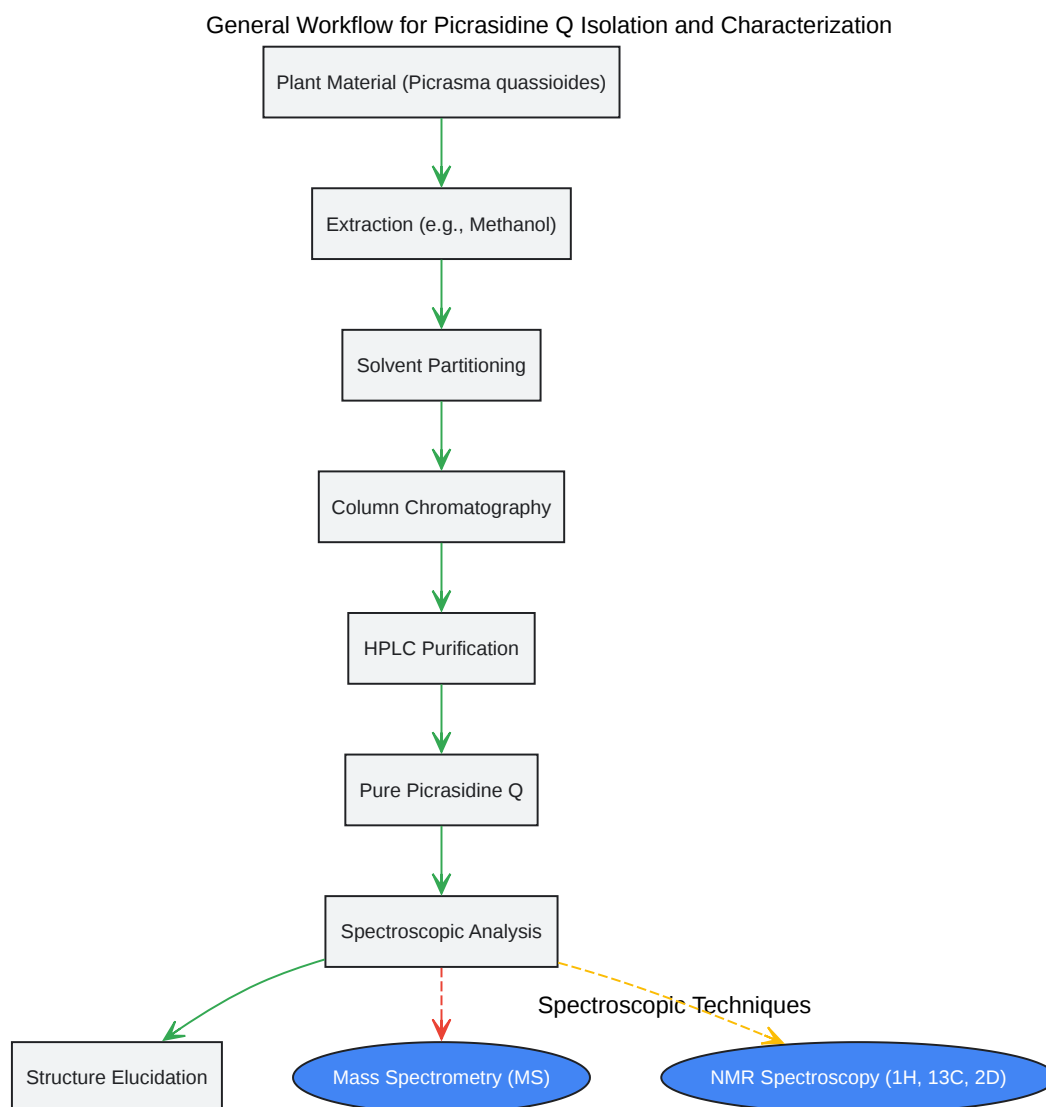 General Workflow for Picrasidine Q Isolation and Characterization
Plant Material (Picrasma quassioides)
Extraction (e.g., Methanol)
Solvent Partitioning
Column Chromatography
HPLC Purification
Pure Picrasidine Q
Spectroscopic Analysis
Spectroscopic Techniques
Structure Elucidation
Mass Spectrometry (MS)
NMR Spectroscopy (1H, 13C, 2D)